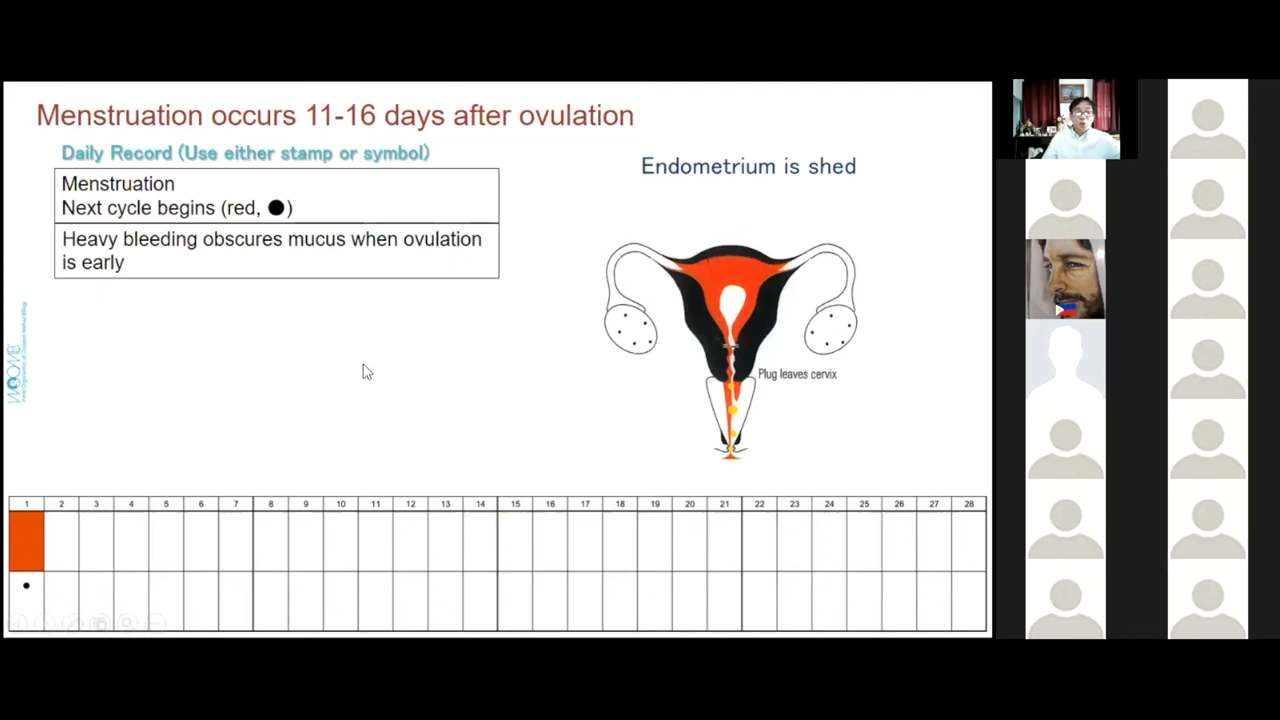 Menstruation occurs 11-16 days after ovulation
Daily Record (Use either stamp or symbol)
Menstruation
Next cycle begins (red, ●)
Heavy bleeding obscures mucus when ovulation
is early
Endometrium is shed
Plug leaves cervix
WOOMB
1 2 3 4 5 6 7 8 9 10 11 12 13 14 15 16 17 18 19 20 21 22 23 24 25 26 27 28